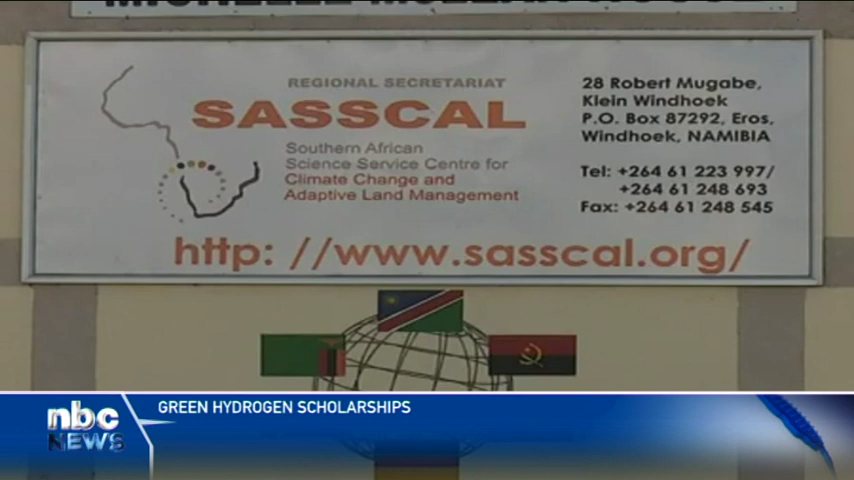 REGIONAL SECRETARIAT
SASSCAL
Southern African
Science Service Centre for
Climate Change and
Adaptive Land Management
28 Robert Mugabe,
Klein Windhoek
P.O. Box 87292, Eros,
Windhoek, NAMIBIA
Tel: +264 61 223 997/
+264 61 248 693
Fax: +264 61 248 545
http: //www.sasscal.org/
nbc
NEWS
GREEN HYDROGEN SCHOLARSHIPS